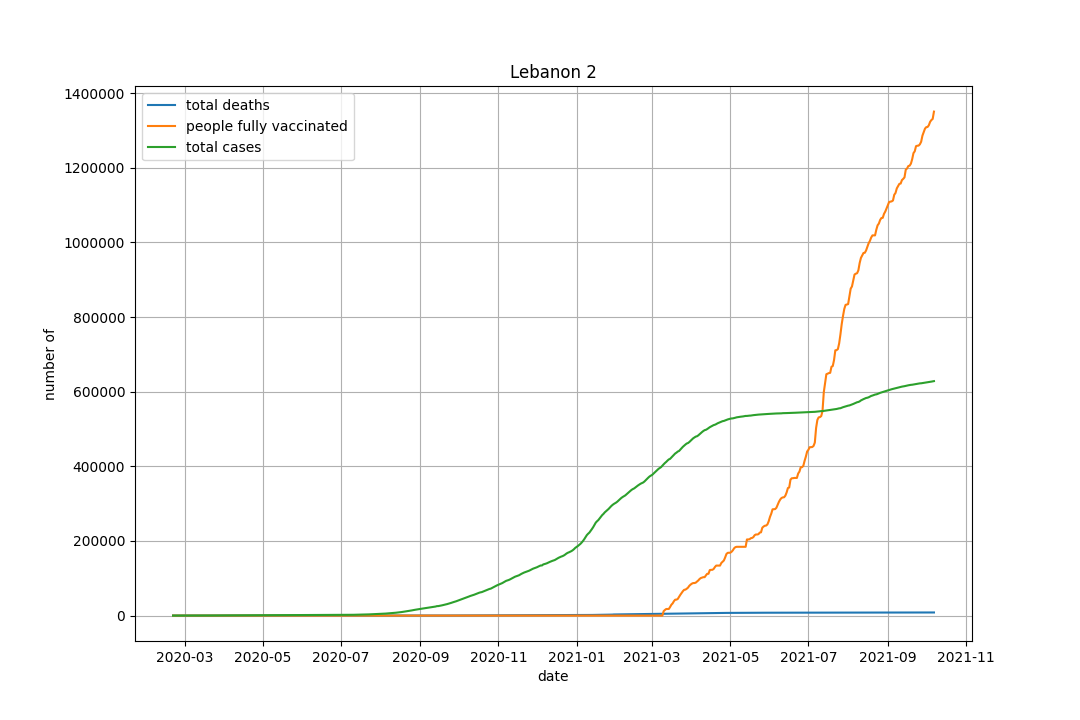 Lebanon 2
total deaths
people fully vaccinated
total cases
1400000
1200000
1000000
800000
600000
400000
200000
0
number of
2020-03 2020-05 2020-07 2020-09 2020-11 2021-01 2021-03 2021-05 2021-07 2021-09 2021-11
date